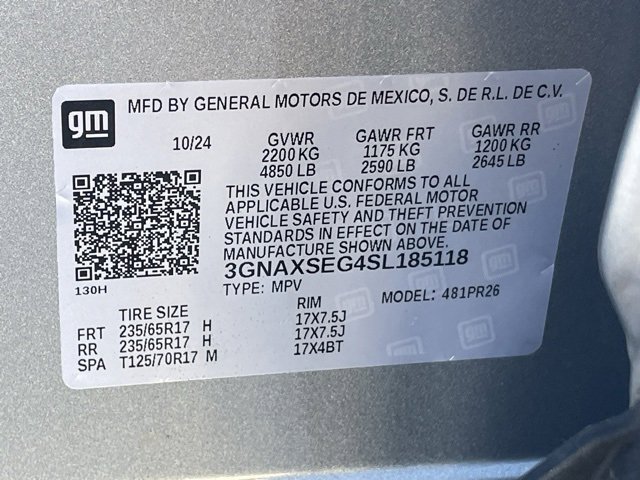 gm
MFD BY GENERAL MOTORS DE MEXICO, S. DE R.L. DE C.V.
10/24
GVWR GAWR FRT GAWR RR
2200 KG 1175 KG 1200 KG
4850 LB 2590 LB 2645 LB
THIS VEHICLE CONFORMS TO ALL
APPLICABLE U.S. FEDERAL MOTOR
VEHICLE SAFETY AND THEFT PREVENTION
STANDARDS IN EFFECT ON THE DATE OF
MANUFACTURE SHOWN ABOVE.
3GNAXSEG4SL185118
130H
TYPE: MPV MODEL: 481PR26
TIRE SIZE RIM
FRT 235/65R17 H 17X7.5J
RR 235/65R17 H 17X7.5J
SPA T125/70R17 M 17X4BT